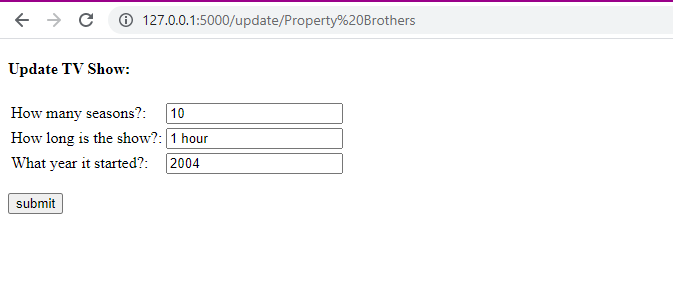 127.0.0.1:5000/update/Property%20Brothers
Update TV Show:
How many seasons?: 10
How long is the show?: 1 hour
What year it started?: 2004
submit